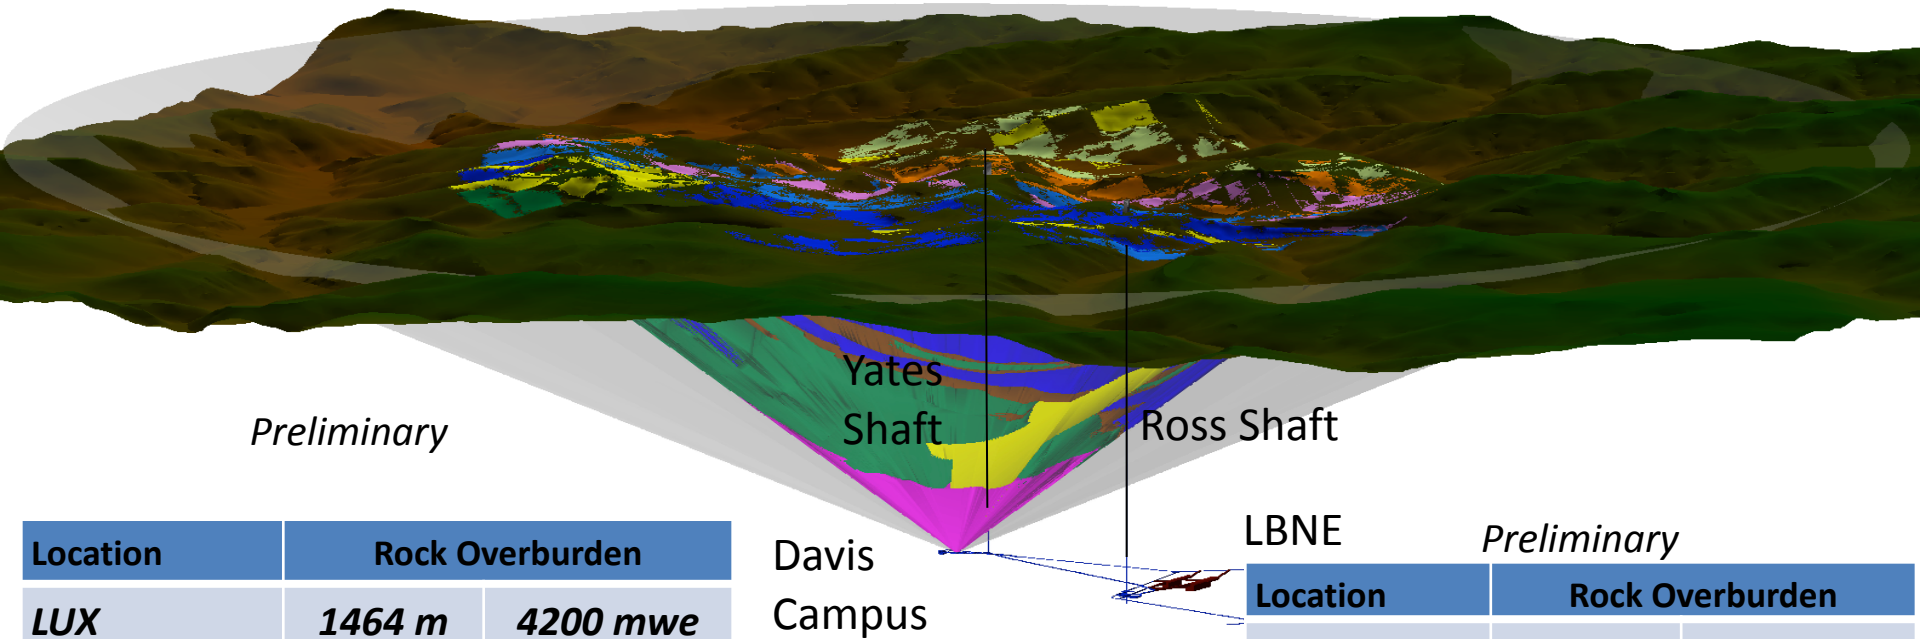 Yates
Shaft
Ross Shaft
Preliminary
Location Rock Overburden
LUX 1464 m 4200 mwe
Davis
Campus
LBNE
Preliminary
Location Rock Overburden